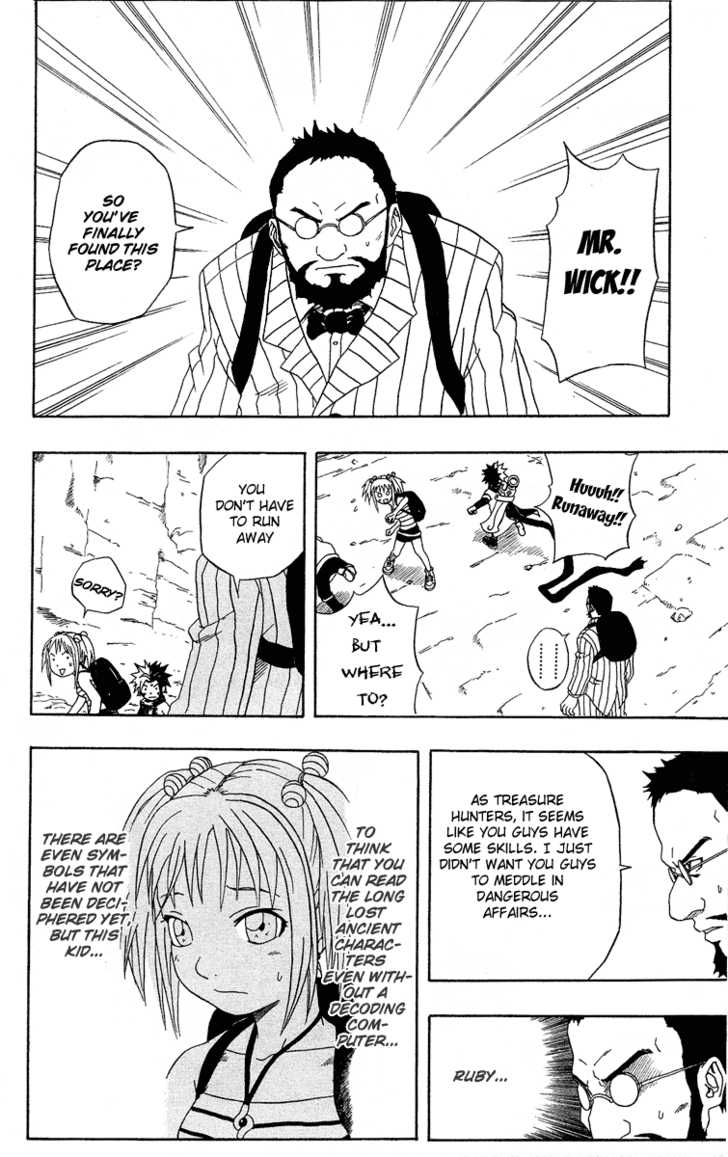 MR.
WICK!!
SO
YOU'VE
FINALLY
FOUND THIS
PLACE?
Huuuh!!
Runaway!!
YEA...
BUT
WHERE
TO?
........
YOU
DON'T HAVE
TO RUN
AWAY
SORRY?
AS TREASURE
HUNTERS, IT SEEMS
LIKE YOU GUYS HAVE
SOME SKILLS. I JUST
DIDN'T WANT YOU GUYS
TO MEDDLE IN
DANGEROUS
AFFAIRS...
RUBY...
TO
THINK
THAT YOU
CAN READ
THE LONG
LOST
ANCIENT
CHARAC-
TERS
EVEN WITH-
OUT A
DECODING
COM-
PUTER...
THERE ARE
EVEN SYM-
BOLS THAT
HAVE NOT
BEEN DECI-
PHERED YET,
BUT THIS
KID...